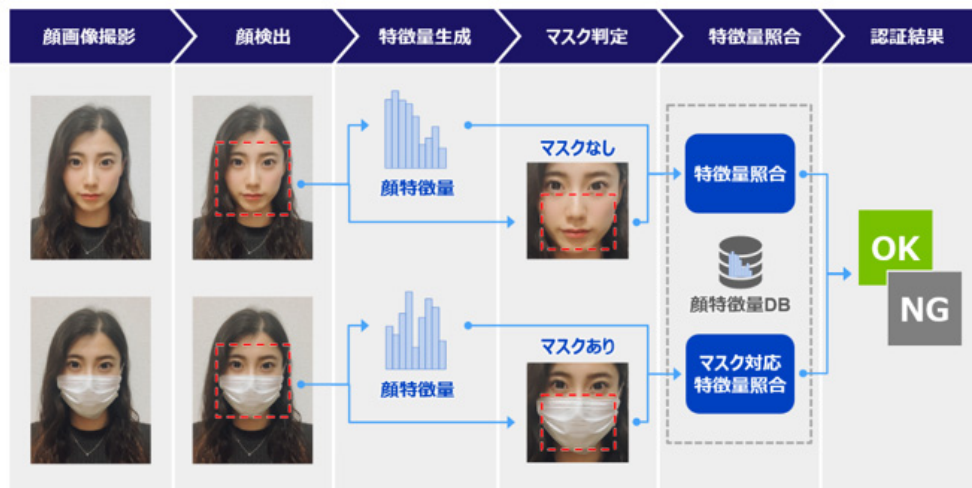 顔画像撮影
顔検出
特徴量生成
マスク判定
特徴量照合
認証結果
顔特徴量
マスクなし
特徴量照合
顔特徴量DB
OK
NG
顔特徴量
マスクあり
マスク対応
特徴量照合